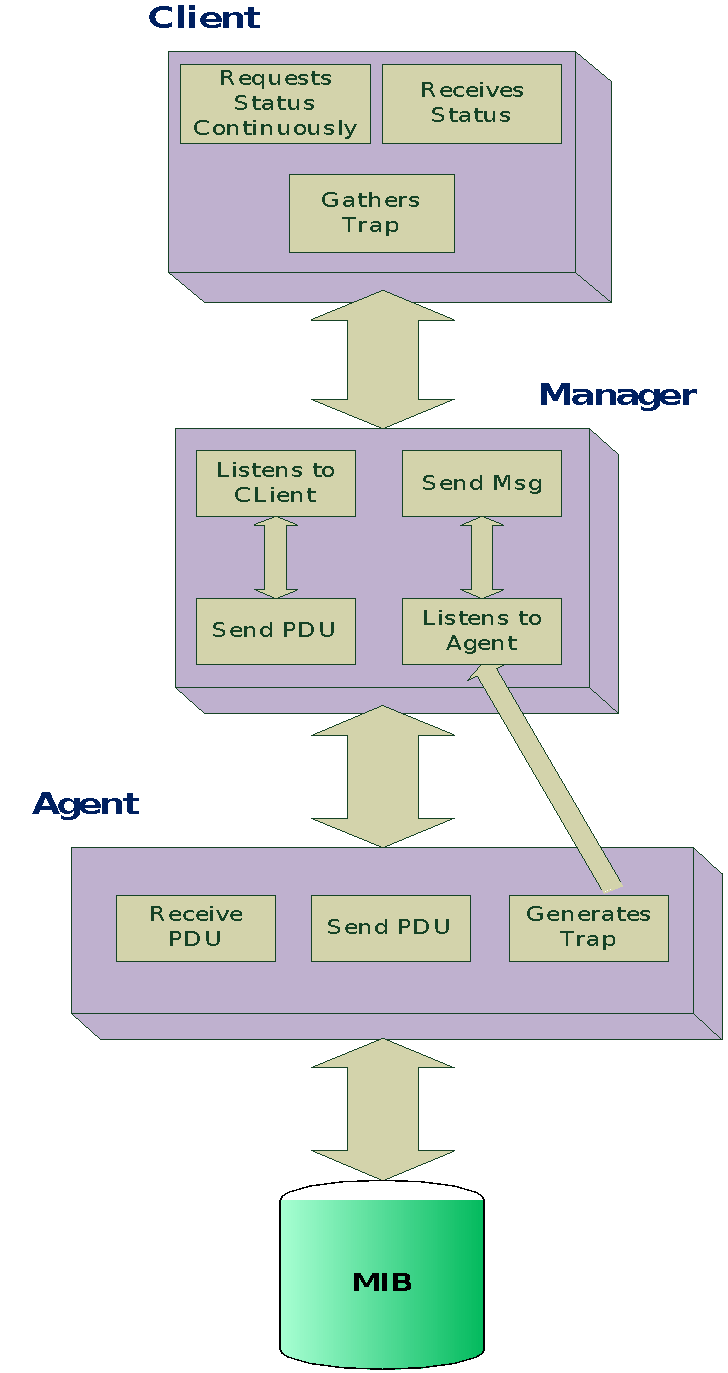 Client
Requests
Status
Continuously
Receives
Status
Gathers
Trap
Manager
Listens to
CLient
Send Msg
Send PDU
Listens to
Agent
Agent
Receive
PDU
Send PDU
Generates
Trap
MIB